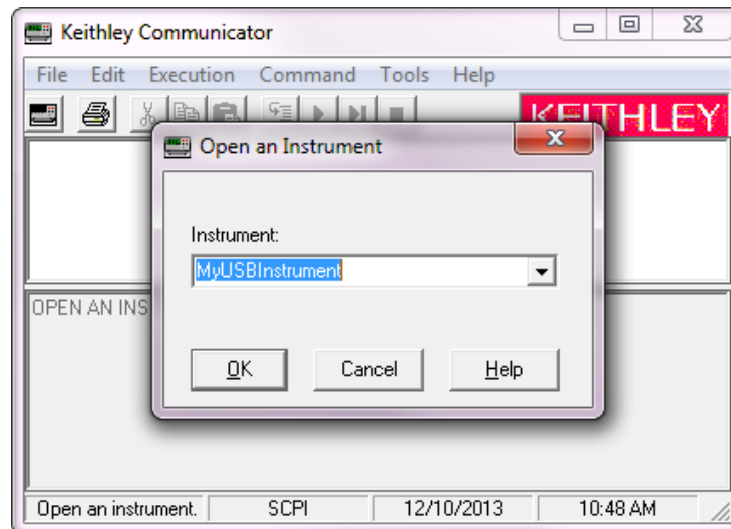 Keithley Communicator
File Edit Execution Command Tools Help
KEITHLEY
Open an Instrument
Instrument:
MyUSBInstrument
OPEN AN INS
OK Cancel Help
Open an instrument. SCPI 12/10/2013 10:48 AM